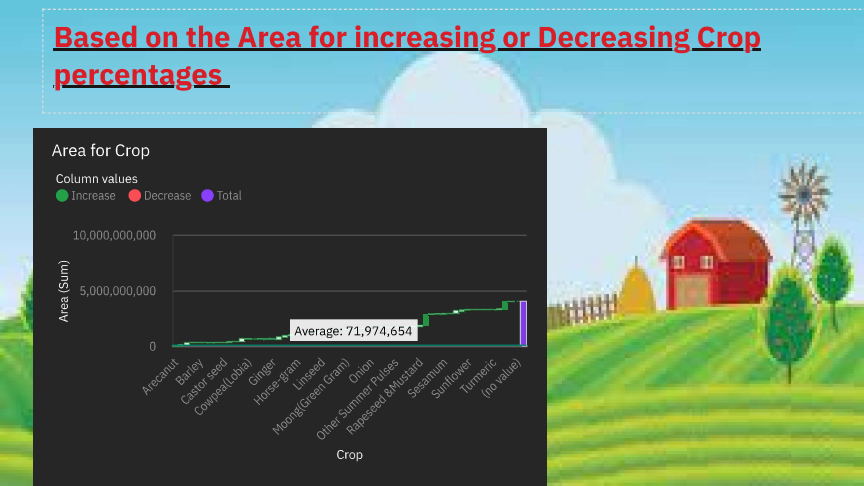 Based on the Area for increasing or Decreasing Crop
percentages
Area for Crop
Column values
Increase Decrease Total
10,000,000,000
5,000,000,000
0
Area (Sum)
Average: 71,974,654
Arecanut
Barley
Castor seed
Cowpea(Lobia)
Ginger
Horse-gram
Linseed
Moong(Green Gram)
Onion
Other Summer Pulses
Rapeseed &Mustard
Sesamum
Sunflower
Turmeric
(no value)
Crop